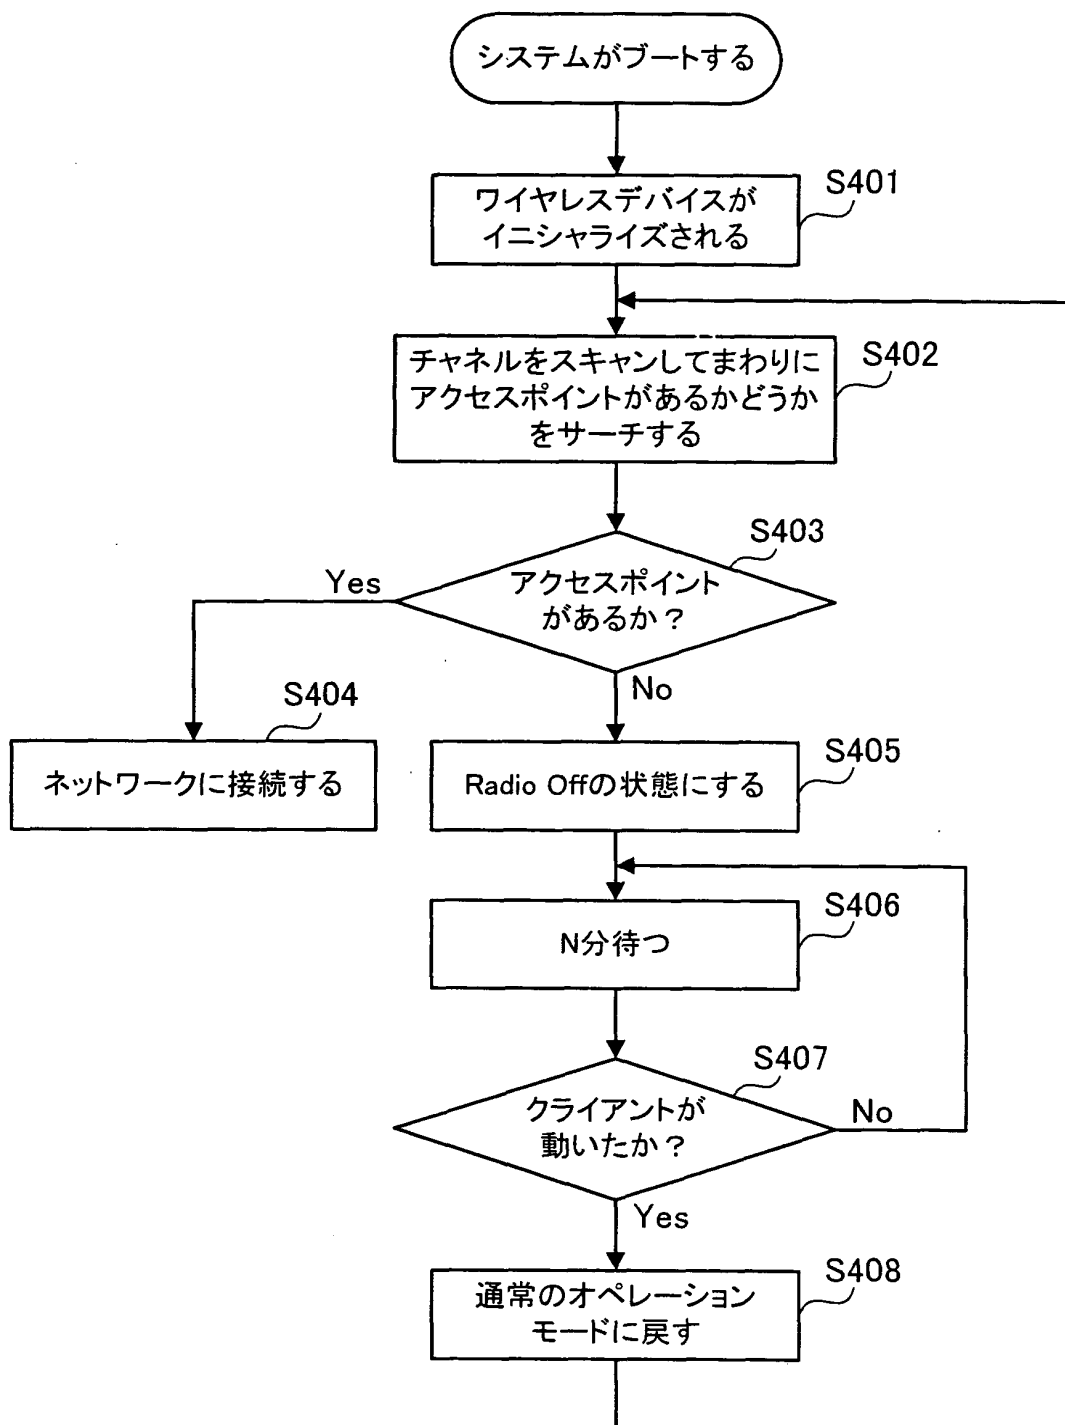 システムがブートする
S401
ワイヤレスデバイスが
イニシャライズされる
S402
チャネルをスキャンしてまわりに
アクセスポイントがあるかどうか
をサーチする
S403
アクセスポイント
があるか？
Yes
No
S404
ネットワークに接続する
S405
Radio Offの状態にする
S406
N分待つ
S407
クライアントが
動いたか？
No
Yes
S408
通常のオペレーション
モードに戻す